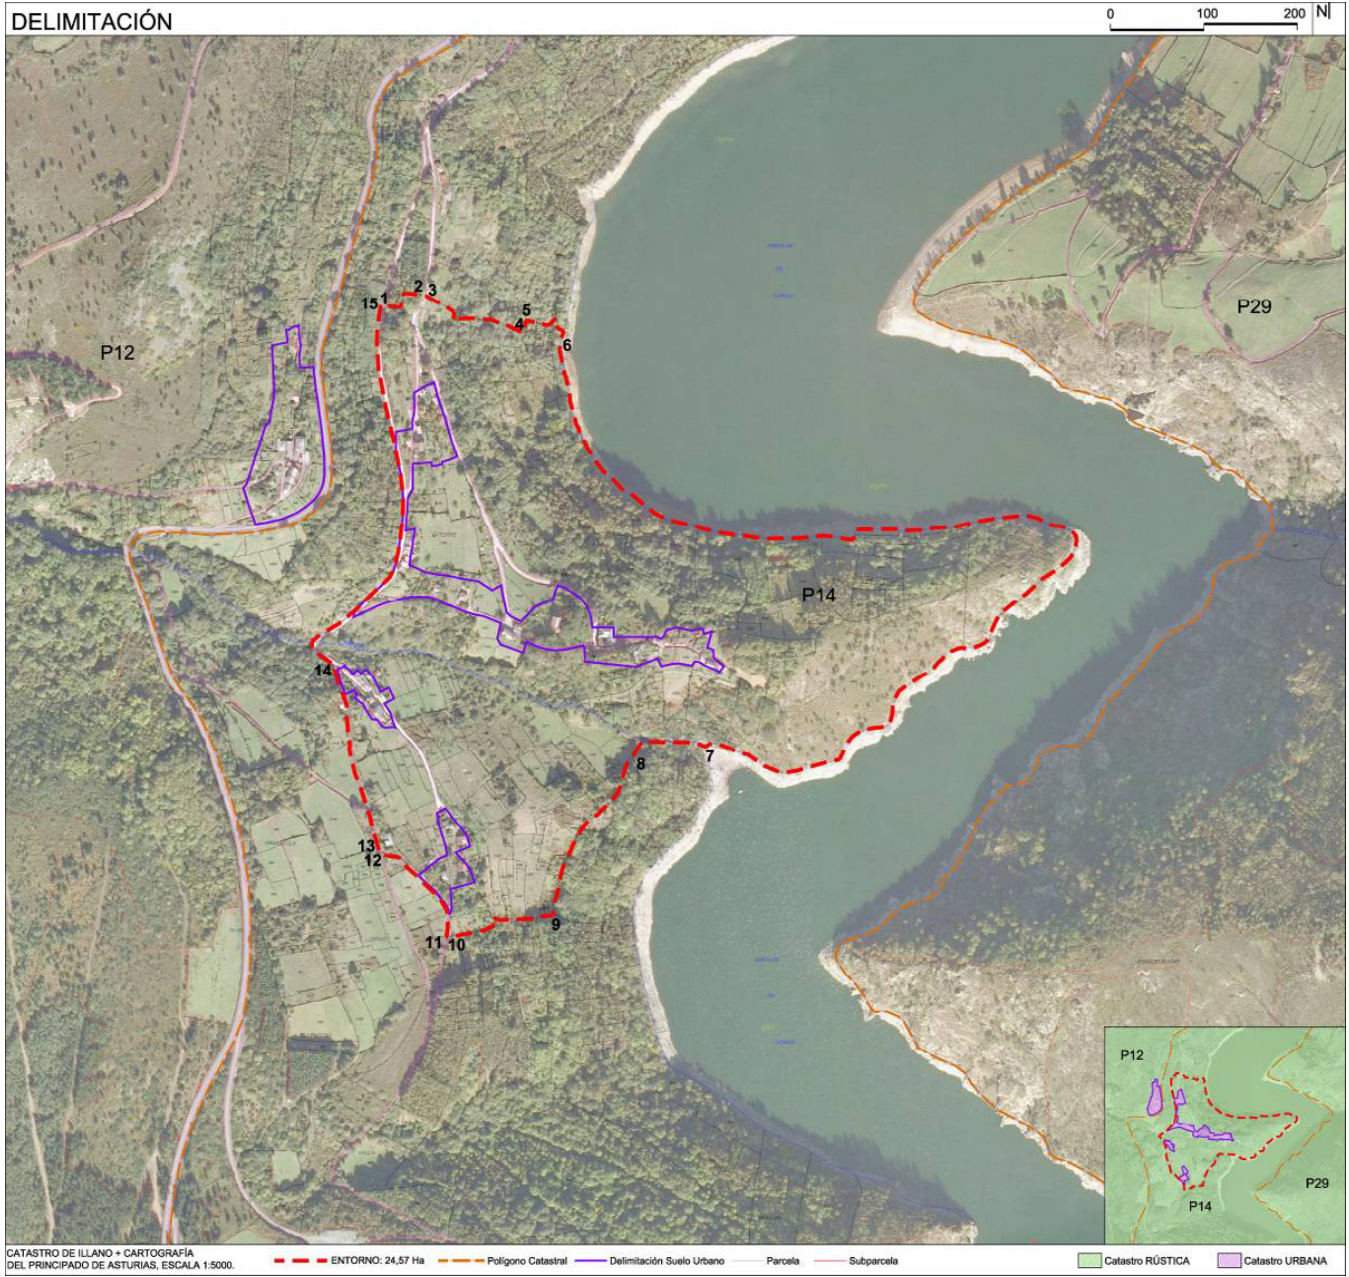 DELIMITACIÓN
0 100 200 N
P29
P12
15 1 2 3
4 5
6
P14
14
7
8
13
12
9
11 10
P12
P29
P14
CATASTRO DE ILLANO + CARTOGRAFÍA
DEL PRINCIPADO DE ASTURIAS, ESCALA 1:5000.
ENTORNO: 24,57 Ha
Polígono Catastral
Delimitación Suelo Urbano
Parcela
Subparcela
Catastro RÚSTICA
Catastro URBANA